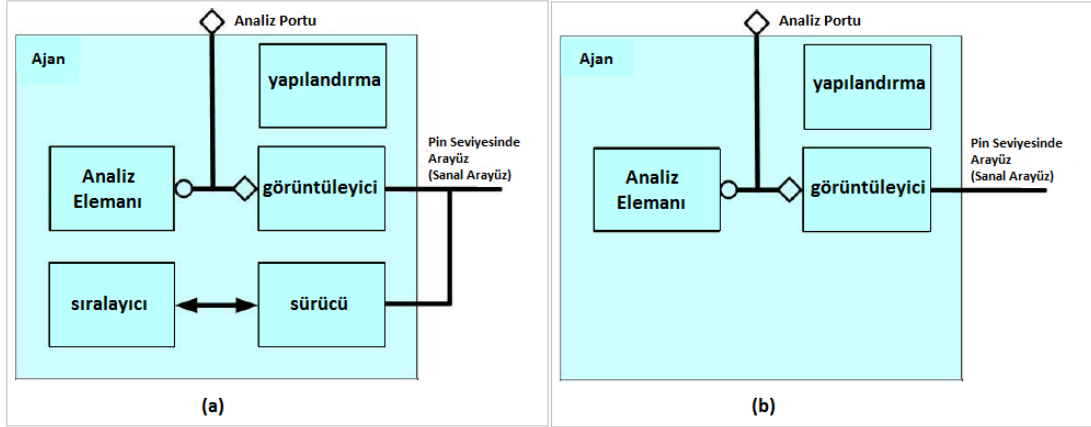 Analiz Portu
Ajan
yapılandırma
Pin Seviyesinde
Arayüz
(Sanal Arayüz)
Analiz
Elemanı
görüntüleyici
sıralayıcı
sürücü
(a)
Analiz Portu
Ajan
yapılandırma
Pin Seviyesinde
Arayüz
(Sanal Arayüz)
Analiz
Elemanı
görüntüleyici
(b)